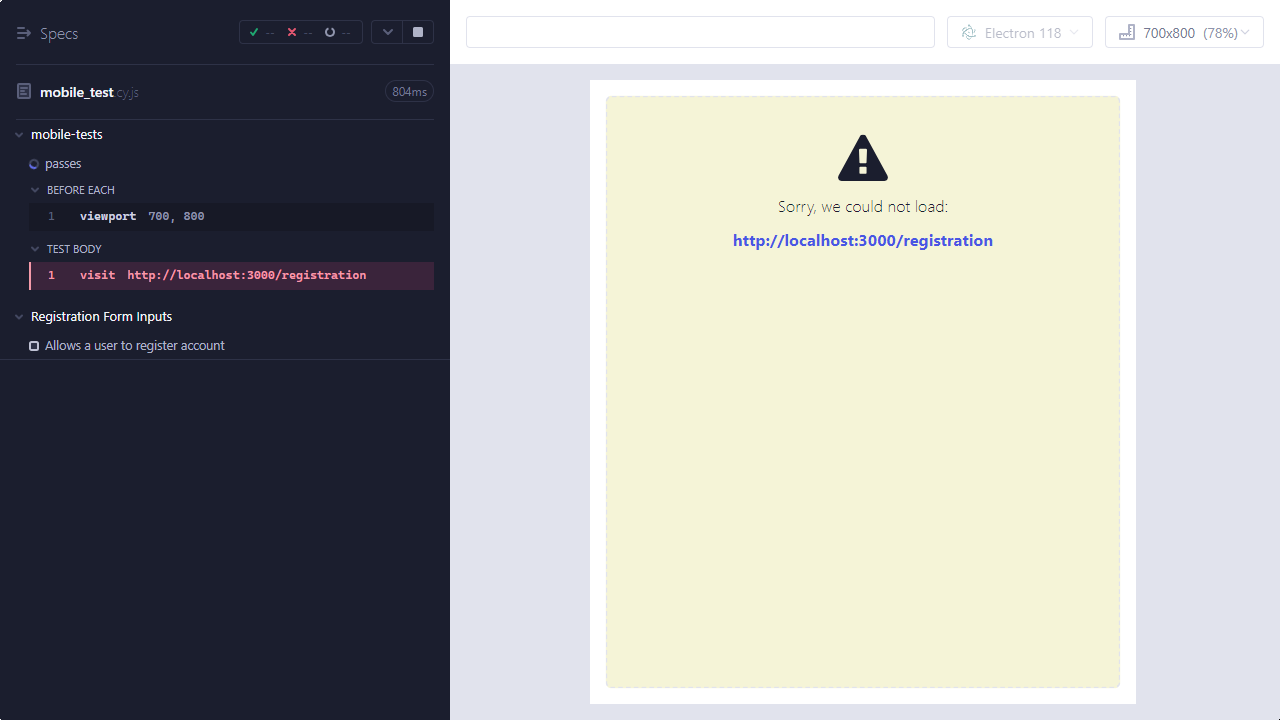 Specs
-- -- --
mobile_test.cy.js 804ms
mobile-tests
passes
BEFORE EACH
1 viewport 700, 800
TEST BODY
1 visit http://localhost:3000/registration
Registration Form Inputs
Allows a user to register account
Electron 118 700x800 (78%)
Sorry, we could not load:
http://localhost:3000/registration